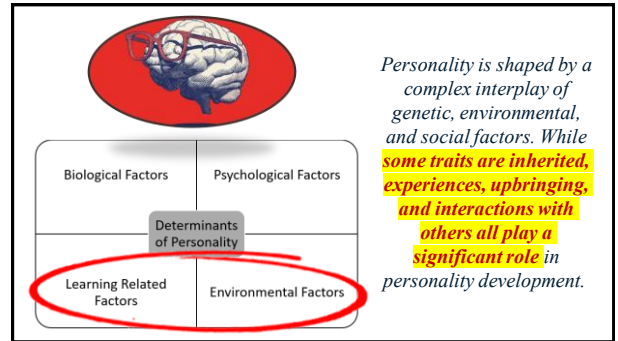 Biological Factors
Psychological Factors
Determinants
of Personality
Learning Related
Factors
Environmental Factors
Personality is shaped by a
complex interplay of
genetic, environmental,
and social factors. While
some traits are inherited,
experiences, upbringing,
and interactions with
others all play a
significant role in
personality development.